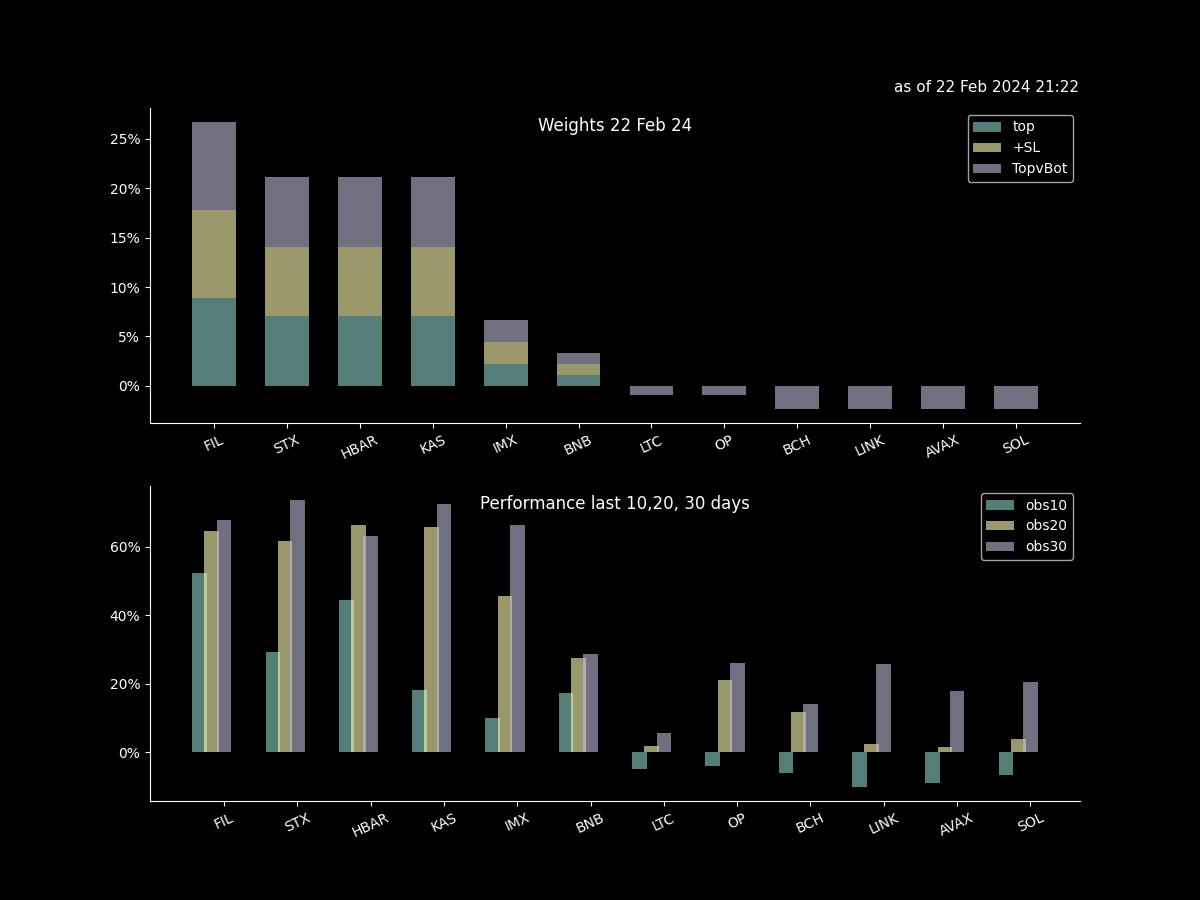 as of 22 Feb 2024 21:22
Weights 22 Feb 24
top
+SL
TopvBot
25%
20%
15%
10%
5%
0%
FIL STX HBAR KAS IMX BNB LTC OP BCH LINK AVAX SOL
Performance last 10,20, 30 days
obs10
obs20
obs30
60%
40%
20%
0%
FIL STX HBAR KAS IMX BNB LTC OP BCH LINK AVAX SOL